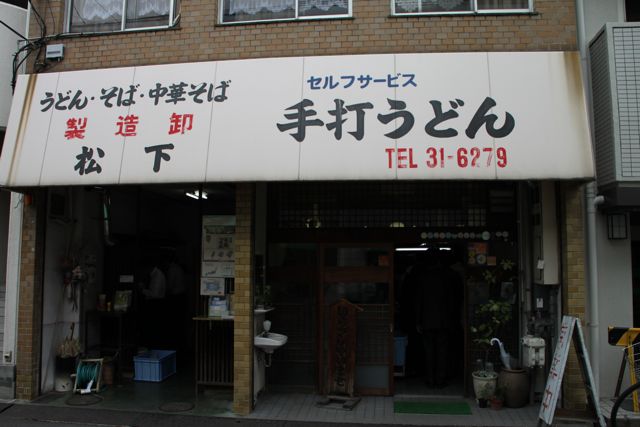 うどん・そば・中華そば
製造卸
松下
セルフサービス
手打うどん
TEL 31-6279